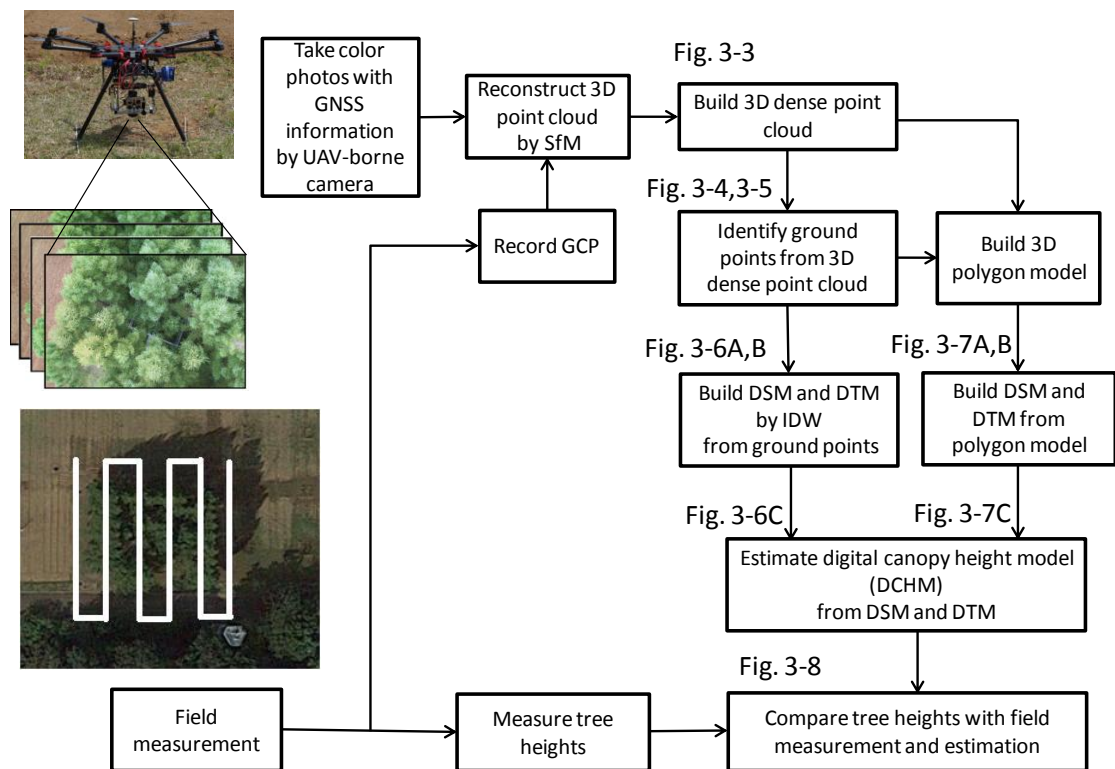 Fig. 3-3
Take color
photos with
GNSS
information
by UAV-borne
camera
Reconstruct 3D
point cloud
by SfM
Build 3D dense point
cloud
Fig. 3-4,3-5
Record GCP
Identify ground
points from 3D
dense point cloud
Build 3D
polygon model
Fig. 3-6A,B
Fig. 3-7A,B
Build DSM and DTM
by IDW
from ground points
Build DSM and
DTM from
polygon model
Fig. 3-6C
Fig. 3-7C
Estimate digital canopy height model
(DCHM)
from DSM and DTM
Fig. 3-8
Field
measurement
Measure tree
heights
Compare tree heights with field
measurement and estimation